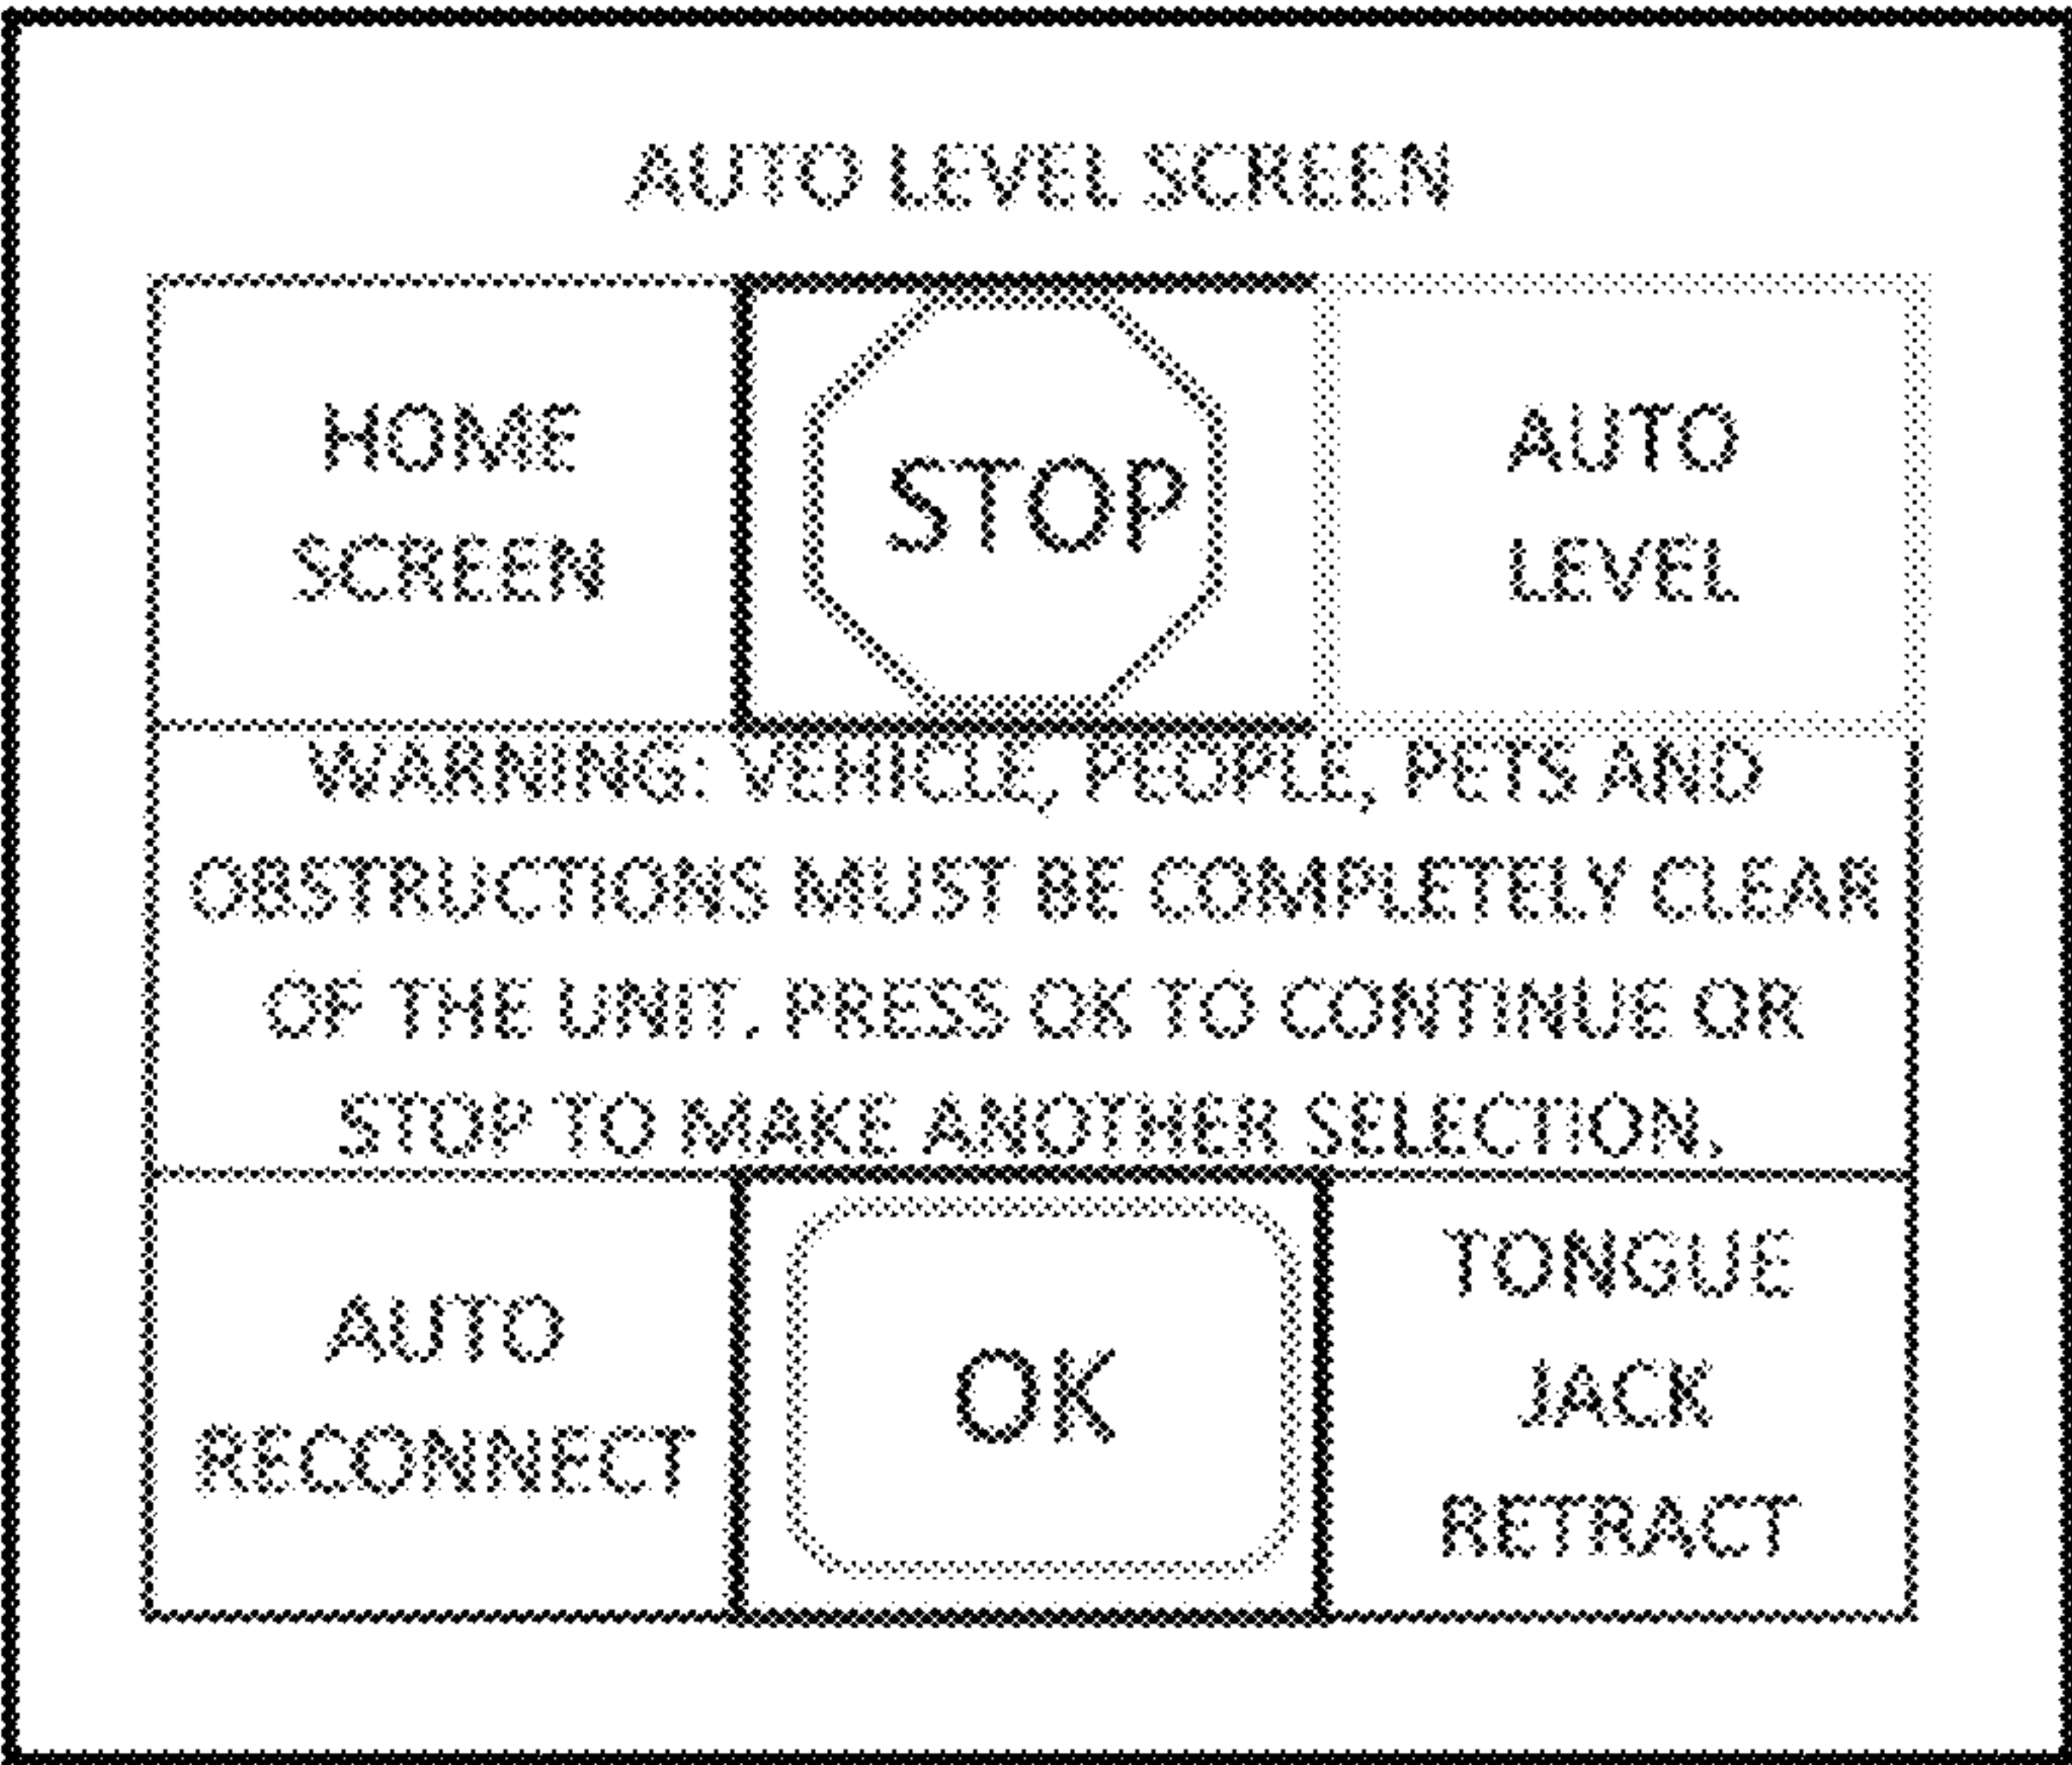 AUTO LEVEL SCREEN
HOME
SCREEN
STOP
AUTO
LEVEL
WARNING: VEHICLE, PEOPLE, PETS AND
OBSTRUCTIONS MUST BE COMPLETELY CLEAR
OF THE UNIT. PRESS OK TO CONTINUE OR
STOP TO MAKE ANOTHER SELECTION.
AUTO
RECONNECT
OK
TONGUE
JACK
RETRACT